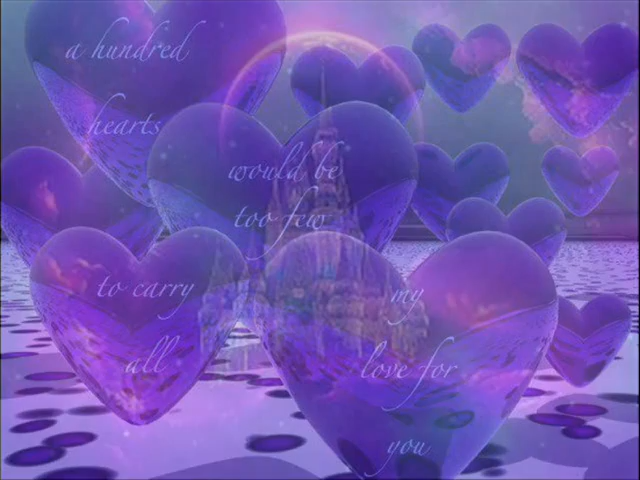 a hundred
hearts
would be
too few
to carry
all
my
love for
you